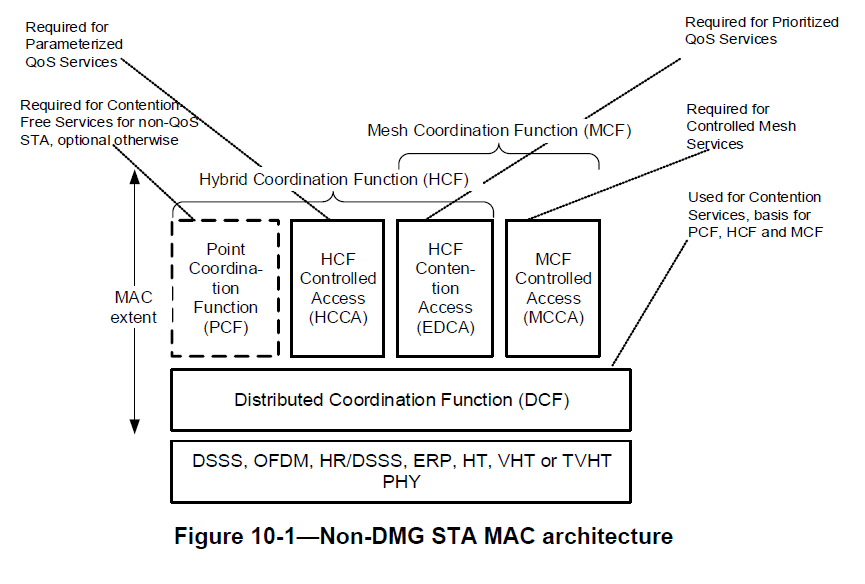 Required for
Parameterized
QoS Services
Required for Prioritized
QoS Services
Required for Contention-
Free Services for non-QoS
STA, optional otherwise
Mesh Coordination Function (MCF)
Required for
Controlled Mesh
Services
Hybrid Coordination Function (HCF)
Used for Contention
Services, basis for
PCF, HCF and MCF
MAC
extent
Point
Coordina-
tion
Function
(PCF)
HCF
Controlled
Access
(HCCA)
HCF
Conten-
tion
Access
(EDCA)
MCF
Controlled
Access
(MCCA)
Distributed Coordination Function (DCF)
DSSS, OFDM, HR/DSSS, ERP, HT, VHT or TVHT
PHY
Figure 10-1—Non-DMG STA MAC architecture